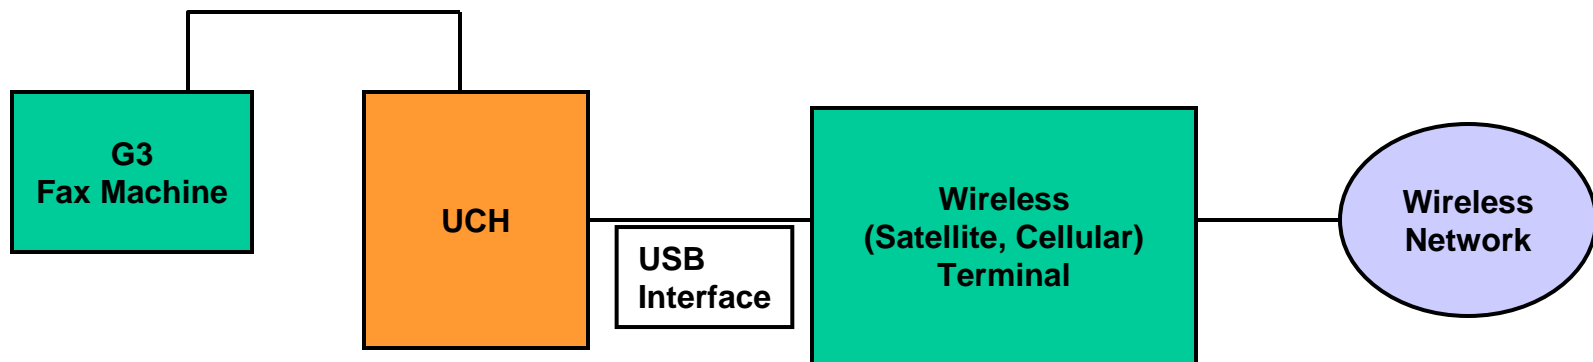 G3
Fax Machine
UCH
USB
Interface
Wireless
(Satellite, Cellular)
Terminal
Wireless
Network